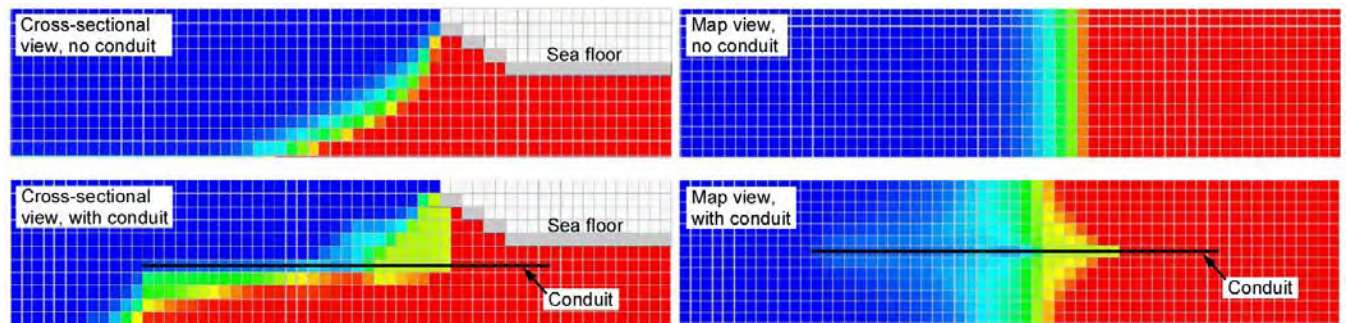 Cross-sectional
view, no conduit
Sea floor
Map view,
no conduit
Cross-sectional
view, with conduit
Sea floor
Conduit
Map view,
with conduit
Conduit